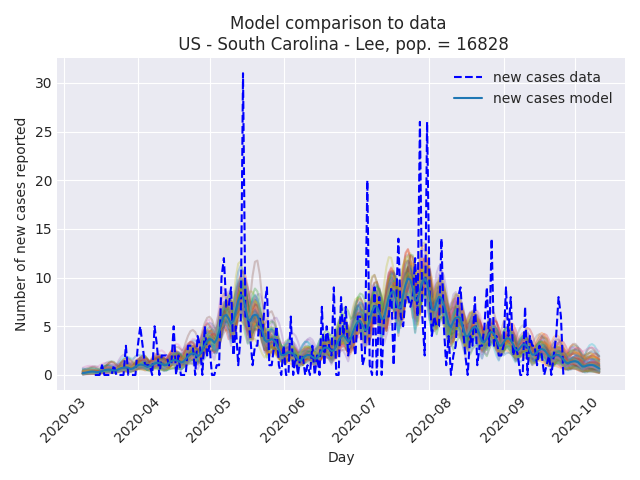 Model comparison to data
US - South Carolina - Lee, pop. = 16828
new cases data
new cases model
Number of new cases reported
30
25
20
15
10
5
0
2020-03
2020-04
2020-05
2020-06
2020-07
2020-08
2020-09
2020-10
Day